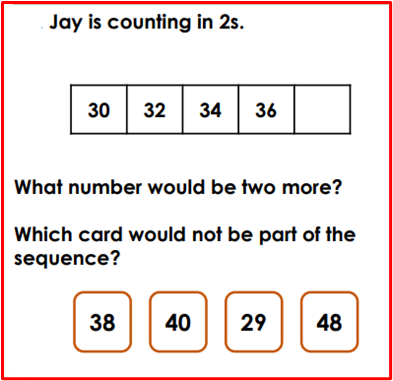 Jay is counting in 2s.
30 32 34 36
What number would be two more?
Which card would not be part of the
sequence?
38 40 29 48